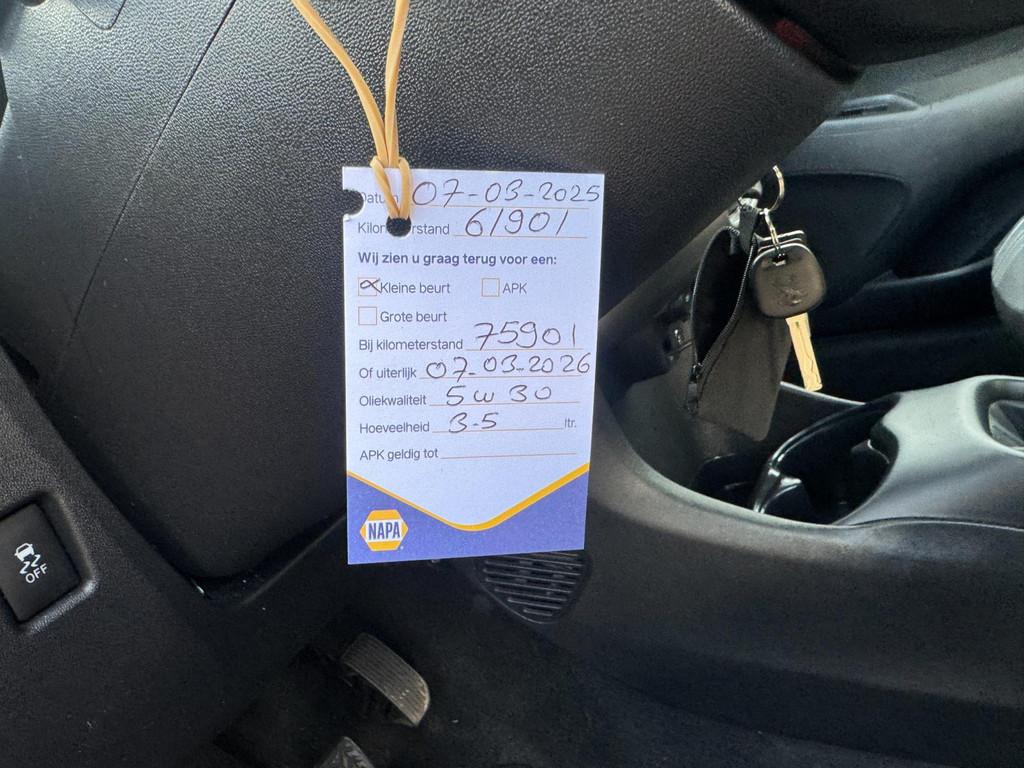 Datum 07-03-2025
Kilometerstand 61901
Wij zien u graag terug voor een:
Kleine beurt APK
Grote beurt
Bij kilometerstand 75901
Of uiterlijk 07-03-2026
Oliekwaliteit 5w30
Hoeveelheid 3-5 ltr.
APK geldig tot
NAPA
OFF